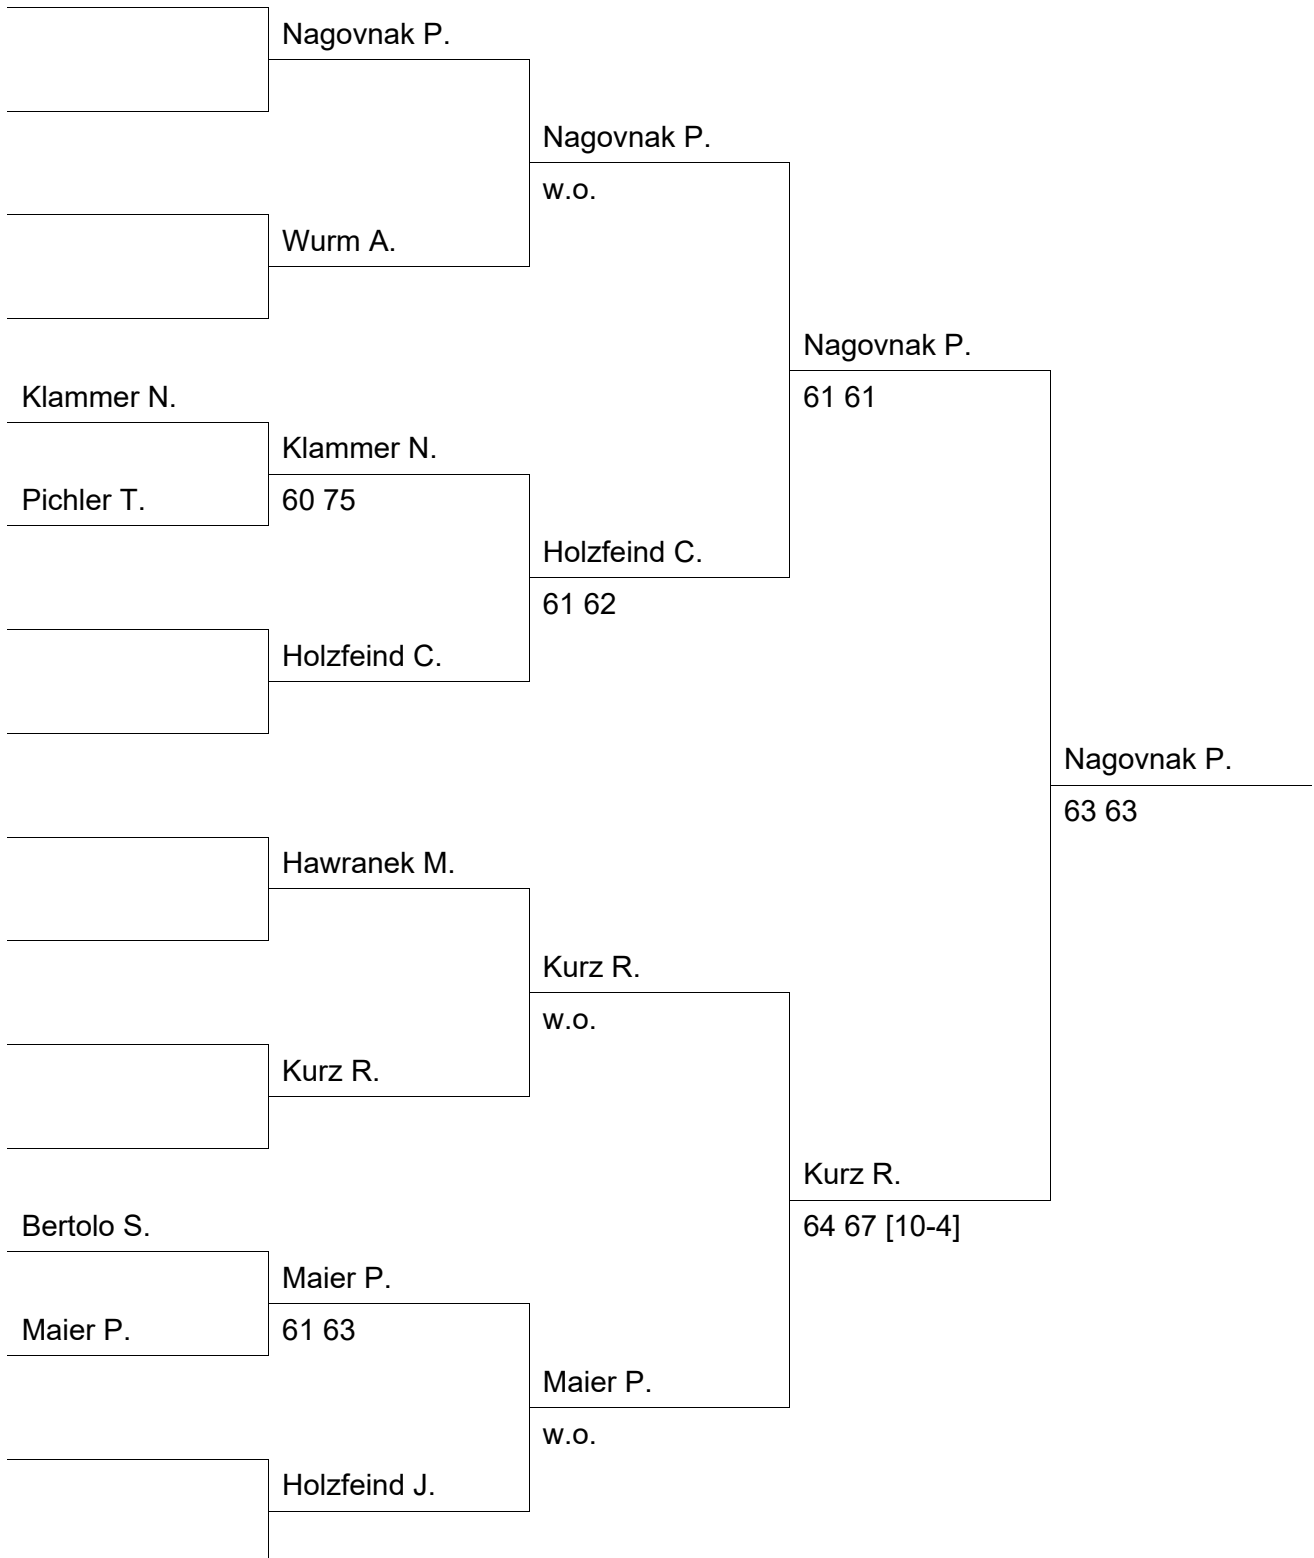 Nagovnak P.
Nagovnak P.
w.o.
Wurm A.
Nagovnak P.
61 61
Klammer N.
Klammer N.
60 75
Pichler T.
Holzfeind C.
61 62
Holzfeind C.
Nagovnak P.
63 63
Hawranek M.
Kurz R.
w.o.
Kurz R.
Kurz R.
64 67 [10-4]
Bertolo S.
Maier P.
61 63
Maier P.
Maier P.
w.o.
Holzfeind J.